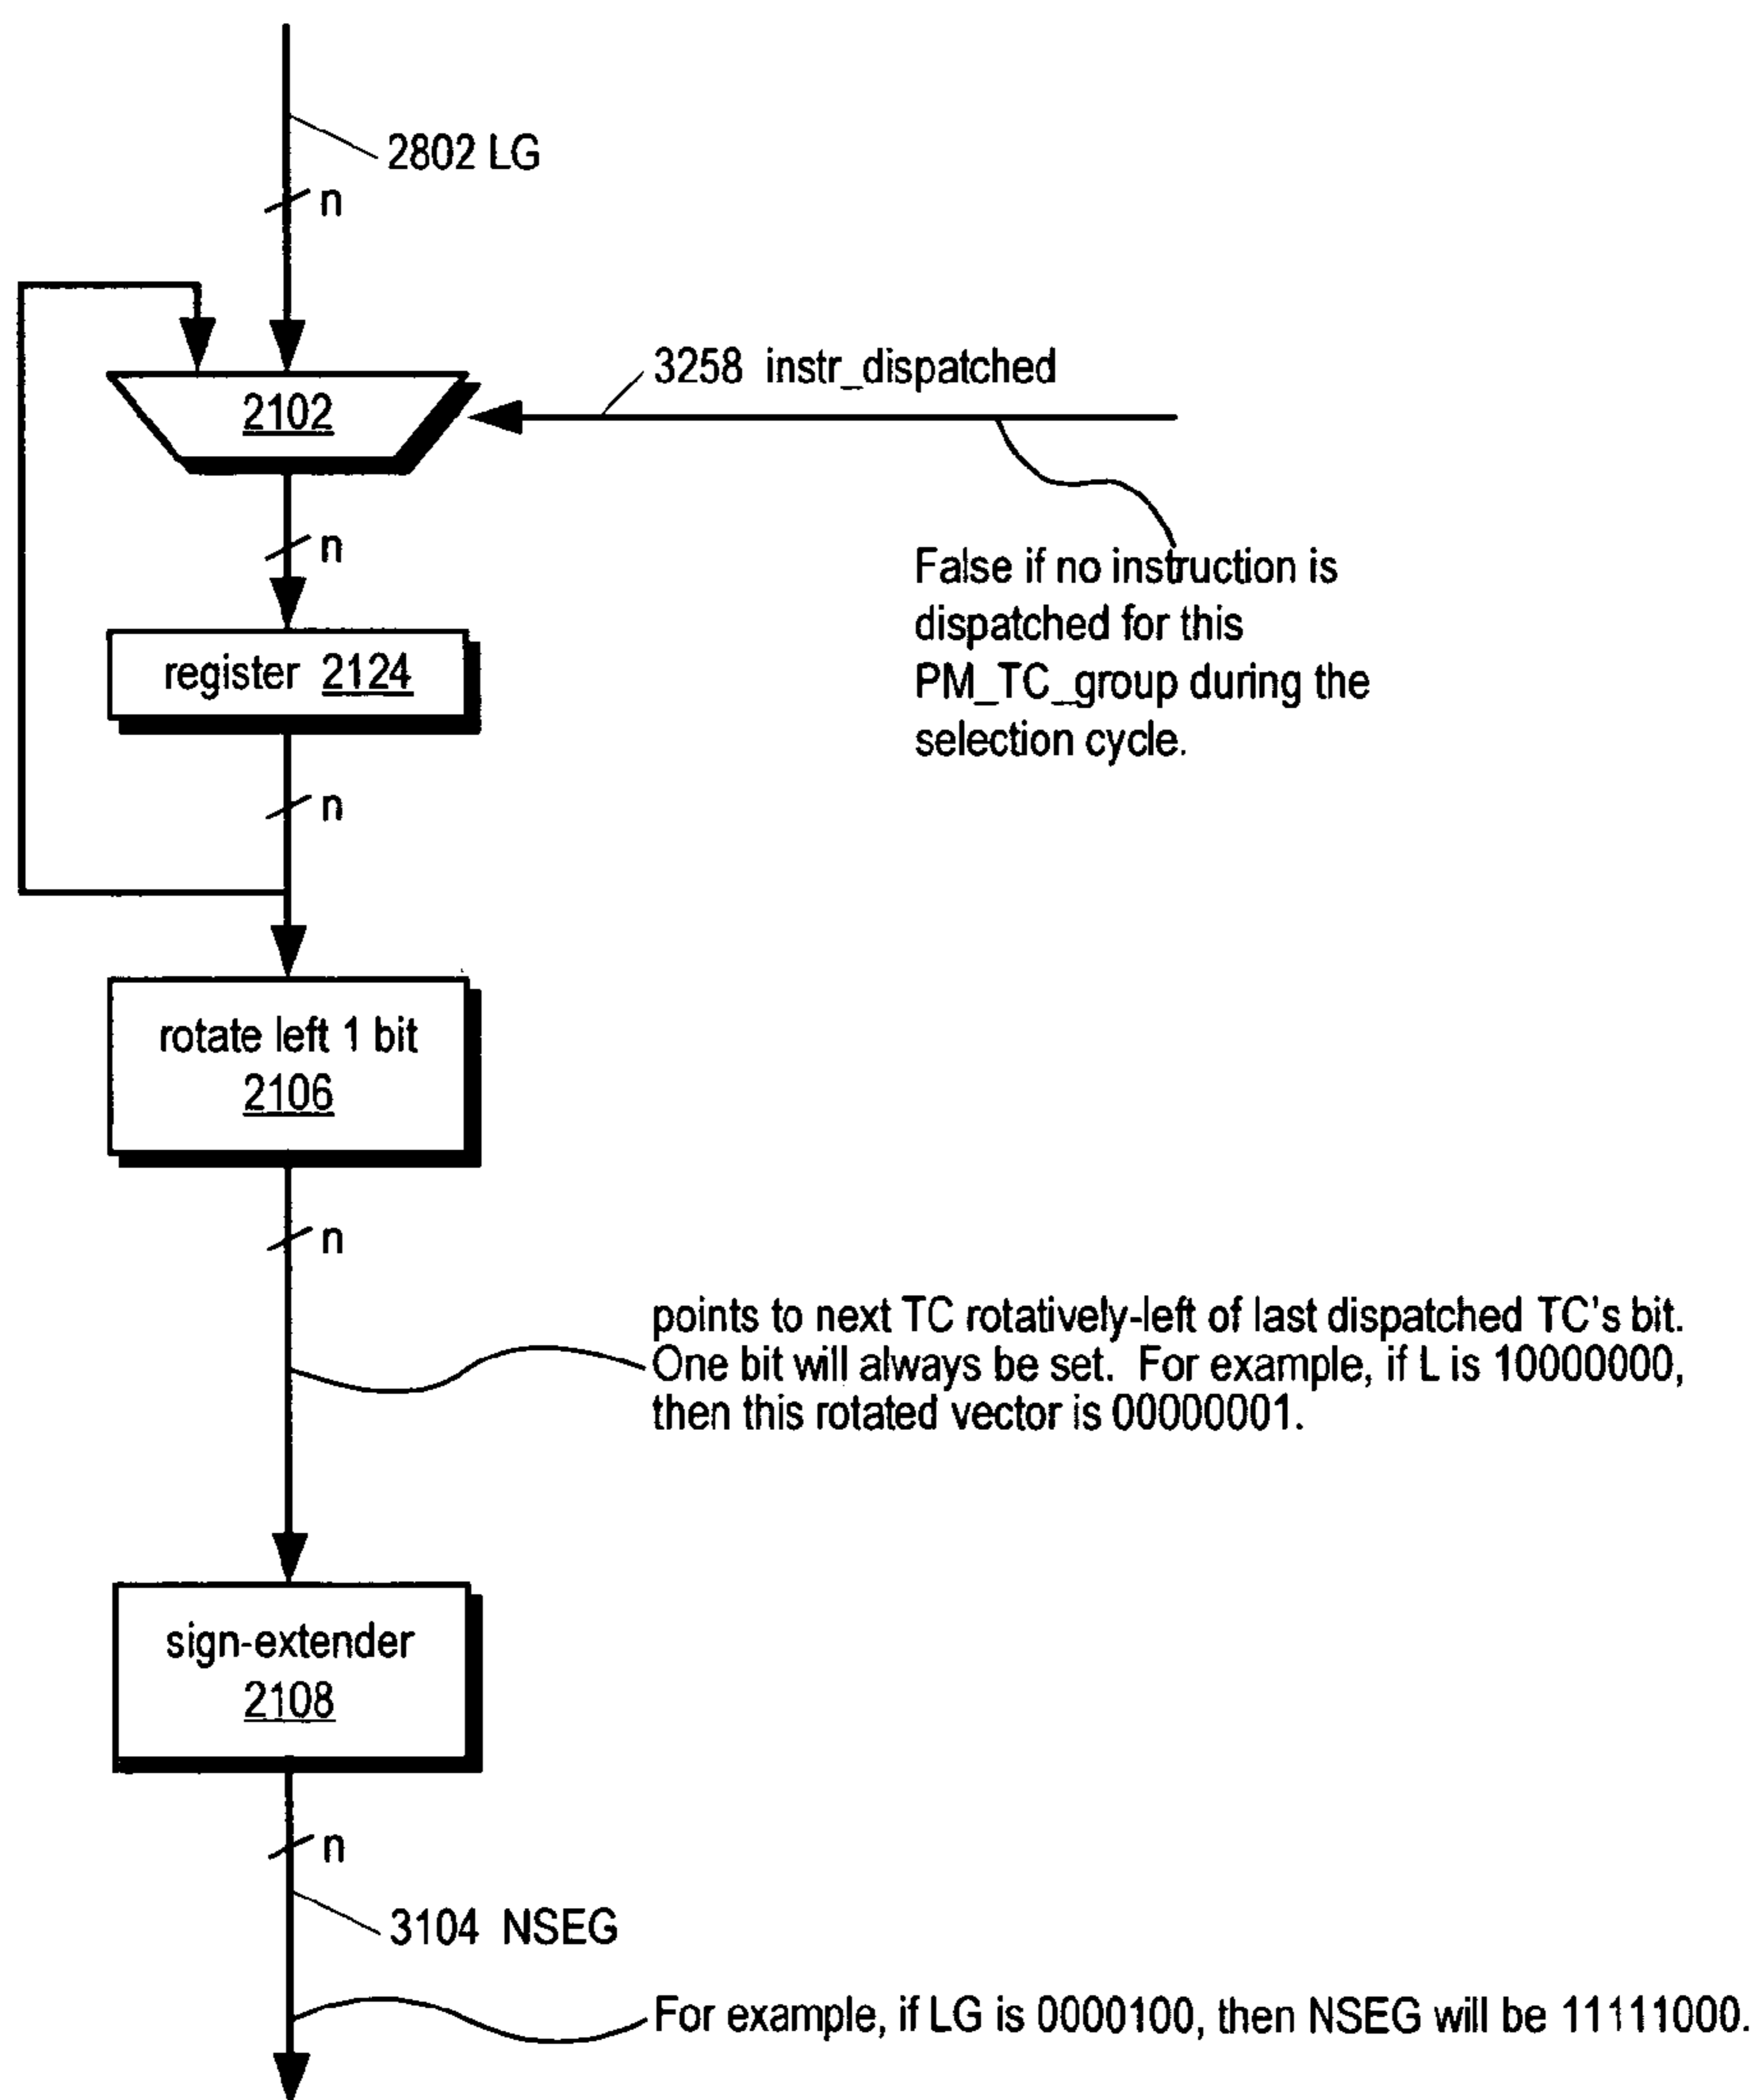 2802 LG
n
3258 instr_dispatched
2102
False if no instruction is
dispatched for this
PM_TC_group during the
selection cycle.
n
register 2124
n
rotate left 1 bit
2106
n
points to next TC rotatively-left of last dispatched TC's bit.
One bit will always be set. For example, if L is 10000000,
then this rotated vector is 00000001.
sign-extender
2108
n
3104 NSEG
For example, if LG is 0000100, then NSEG will be 11111000.